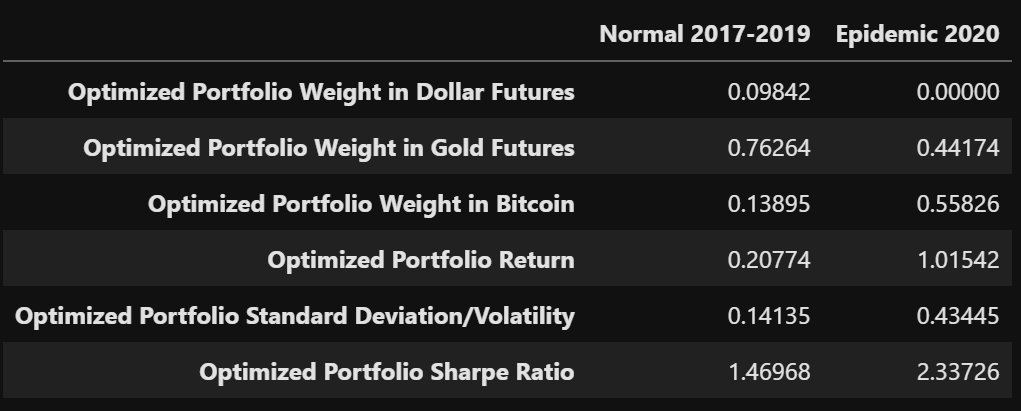 Normal 2017-2019 Epidemic 2020
Optimized Portfolio Weight in Dollar Futures 0.09842 0.00000
Optimized Portfolio Weight in Gold Futures 0.76264 0.44174
Optimized Portfolio Weight in Bitcoin 0.13895 0.55826
Optimized Portfolio Return 0.20774 1.01542
Optimized Portfolio Standard Deviation/Volatility 0.14135 0.43445
Optimized Portfolio Sharpe Ratio 1.46968 2.33726